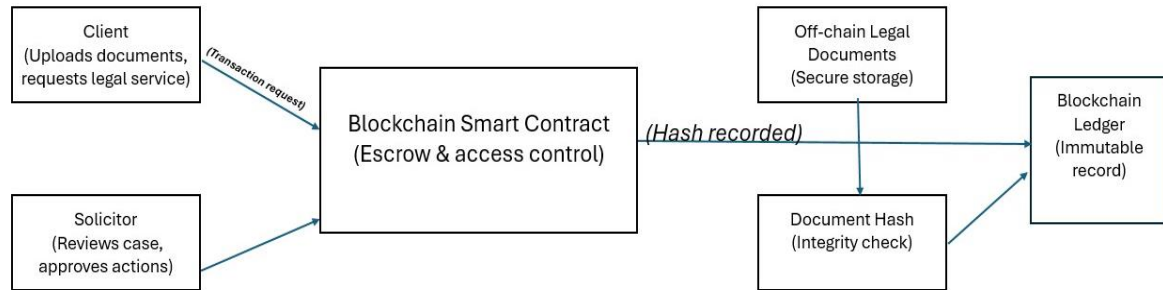 Client
(Uploads documents,
requests legal service)
(Transaction request)
Solicitor
(Reviews case,
approves actions)
Blockchain Smart Contract
(Escrow & access control)
(Hash recorded)
Off-chain Legal
Documents
(Secure storage)
Document Hash
(Integrity check)
Blockchain
Ledger
(Immutable
record)